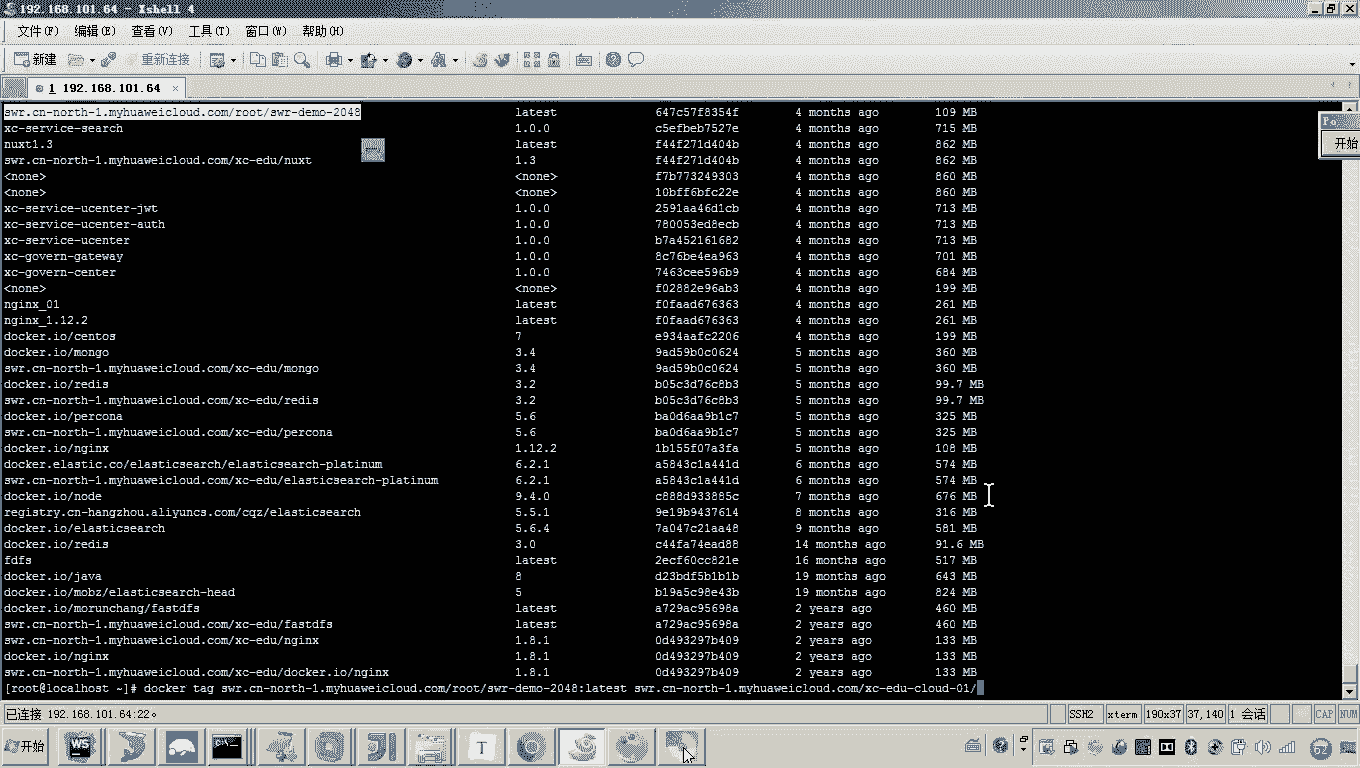 192.168.101.64 - Xshell 4
文件(F) 编辑(E) 查看(V) 工具(T) 窗口(W) 帮助(H)
新建 重新连接
1 192.168.101.64
swr.cn-north-1.myhuaweicloud.com/root/swr-demo-2048 latest 647c57f8354f 4 months ago 109 MB
xc-service-search 1.0.0 c5efbeb7527e 4 months ago 715 MB
nuxt1.3 latest f44f271d404b 4 months ago 862 MB
swr.cn-north-1.myhuaweicloud.com/xc-edu/nuxt 1.3 f44f271d404b 4 months ago 862 MB
<none> <none> f7b773249303 4 months ago 860 MB
<none> <none> 10bff6bfc22e 4 months ago 860 MB
xc-service-ucenter-jwt 1.0.0 2591aa46d1cb 4 months ago 713 MB
xc-service-ucenter-auth 1.0.0 780053ed8ecb 4 months ago 713 MB
xc-service-ucenter 1.0.0 b7a452161682 4 months ago 713 MB
xc-govern-gateway 1.0.0 8c76be4ea963 4 months ago 701 MB
xc-govern-center 1.0.0 7463cee596b9 4 months ago 684 MB
<none> <none> f02882e96ab3 4 months ago 199 MB
nginx_01 latest f0faad676363 4 months ago 261 MB
nginx_1.12.2 latest f0faad676363 4 months ago 261 MB
docker.io/centos 7 e934aafc2206 4 months ago 199 MB
docker.io/mongo 3.4 9ad59b0c0624 5 months ago 360 MB
swr.cn-north-1.myhuaweicloud.com/xc-edu/mongo 3.4 9ad59b0c0624 5 months ago 360 MB
docker.io/redis 3.2 b05c3d76c8b3 5 months ago 99.7 MB
swr.cn-north-1.myhuaweicloud.com/xc-edu/redis 3.2 b05c3d76c8b3 5 months ago 99.7 MB
docker.io/percona 5.6 ba0d6aa9b1c7 5 months ago 325 MB
swr.cn-north-1.myhuaweicloud.com/xc-edu/percona 5.6 ba0d6aa9b1c7 5 months ago 325 MB
docker.io/nginx 1.12.2 1b155f07a3fa 5 months ago 108 MB
docker.elastic.co/elasticsearch/elasticsearch-platinum 6.2.1 a5843c1a441d 6 months ago 574 MB
swr.cn-north-1.myhuaweicloud.com/xc-edu/elasticsearch-platinum 6.2.1 a5843c1a441d 6 months ago 574 MB
docker.io/node 9.4.0 c888d933885c 7 months ago 676 MB
registry.cn-hangzhou.aliyuncs.com/cqz/elasticsearch 5.5.1 9e19b9437614 8 months ago 316 MB
docker.io/elasticsearch 5.6.4 7a047c21aa48 9 months ago 581 MB
docker.io/redis 3.0 c44fa74ead88 14 months ago 91.6 MB
fdfs latest 2ecf60cc821e 16 months ago 517 MB
docker.io/java 8 d23bdf5b1b1b 19 months ago 643 MB
docker.io/mobz/elasticsearch-head 5 b19a5c98e43b 19 months ago 824 MB
docker.io/morunchang/fastdfs latest a729ac95698a 2 years ago 460 MB
swr.cn-north-1.myhuaweicloud.com/xc-edu/fastdfs latest a729ac95698a 2 years ago 460 MB
swr.cn-north-1.myhuaweicloud.com/xc-edu/nginx 1.8.1 0d493297b409 2 years ago 133 MB
docker.io/nginx 1.8.1 0d493297b409 2 years ago 133 MB
swr.cn-north-1.myhuaweicloud.com/xc-edu/docker.io/nginx 1.8.1 0d493297b409 2 years ago 133 MB
[root@localhost ~]# docker tag swr.cn-north-1.myhuaweicloud.com/root/swr-demo-2048:latest swr.cn-north-1.myhuaweicloud.com/xc-edu-cloud-01/
Po
开始
已连接 192.168.101.64:22。 SSH2 xterm 190x37 37,140 1 会话 CAP NUM
开始 WS T 62